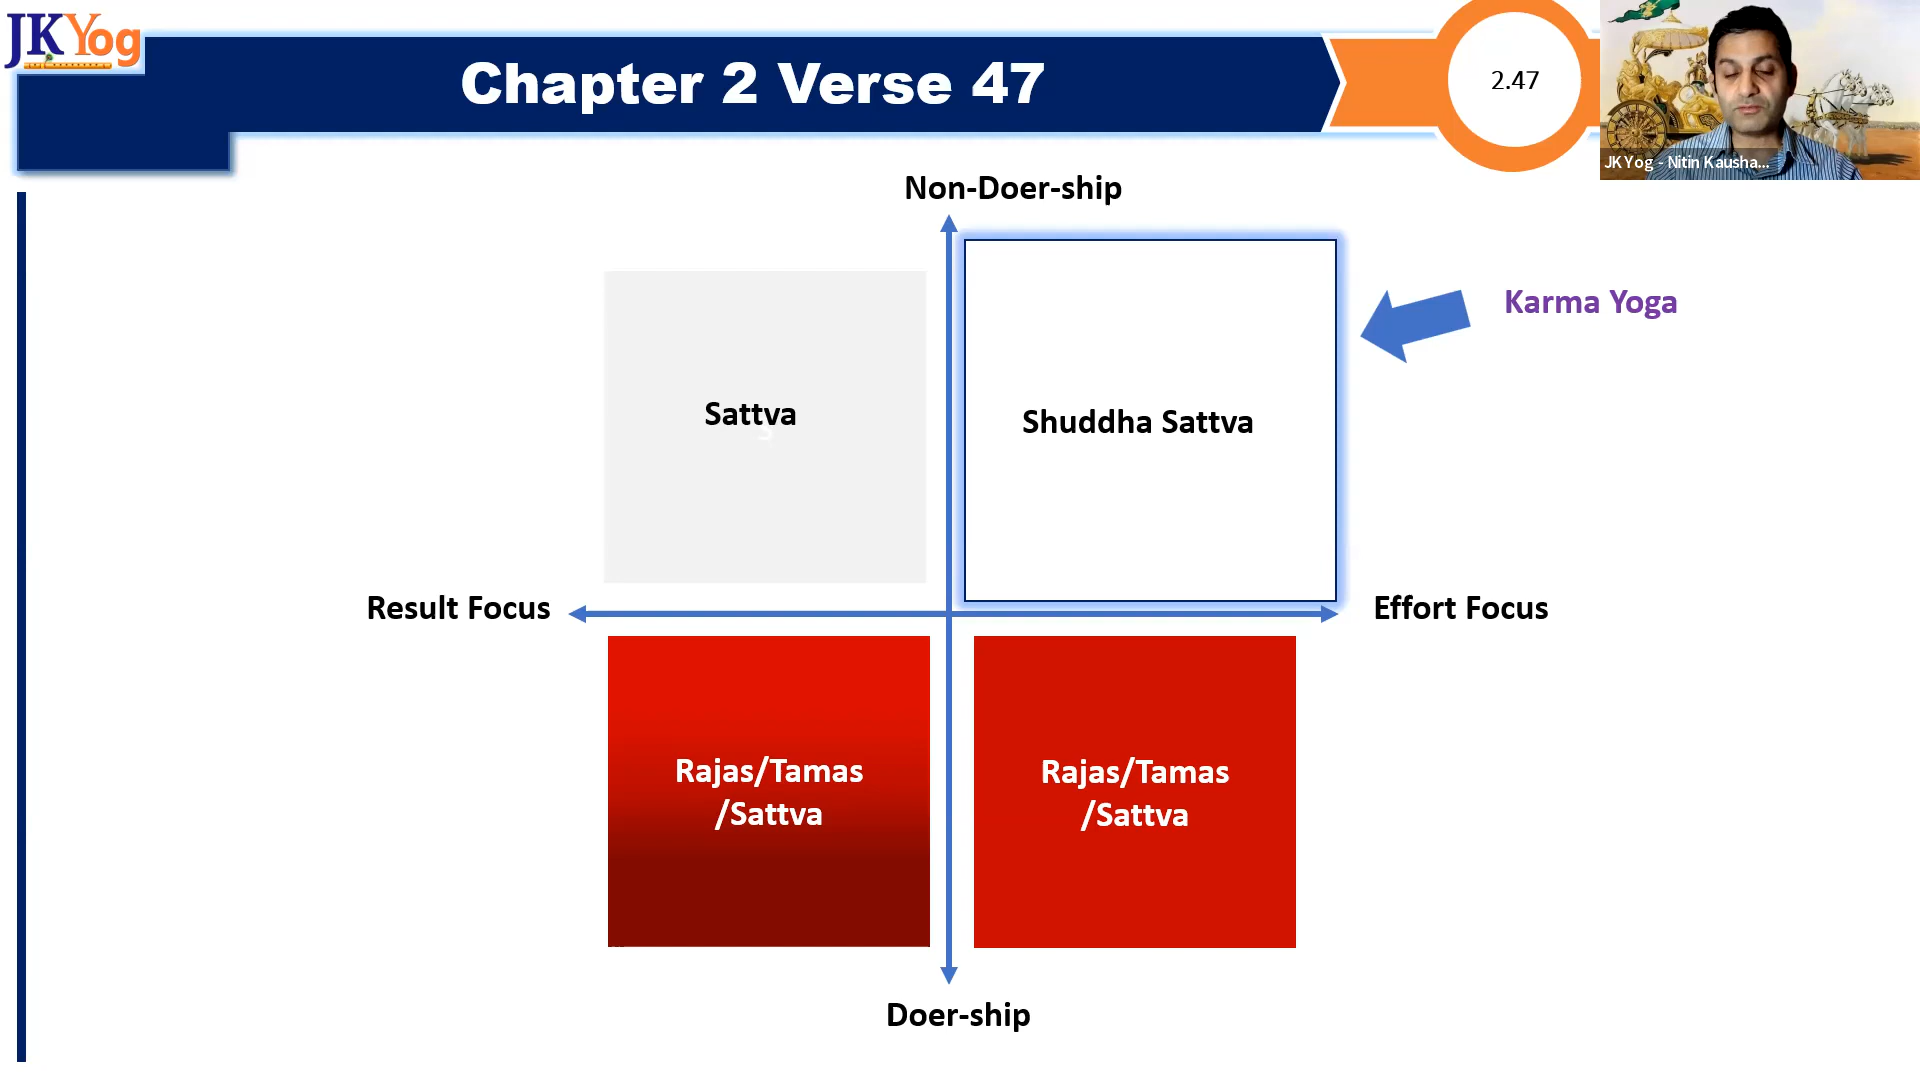 JKYog
Chapter 2 Verse 47
2.47
JK Yog - Nitin Kausha...
Non-Doer-ship
Karma Yoga
Sattva
Shuddha Sattva
Result Focus
Effort Focus
Rajas/Tamas
/Sattva
Rajas/Tamas
/Sattva
Doer-ship